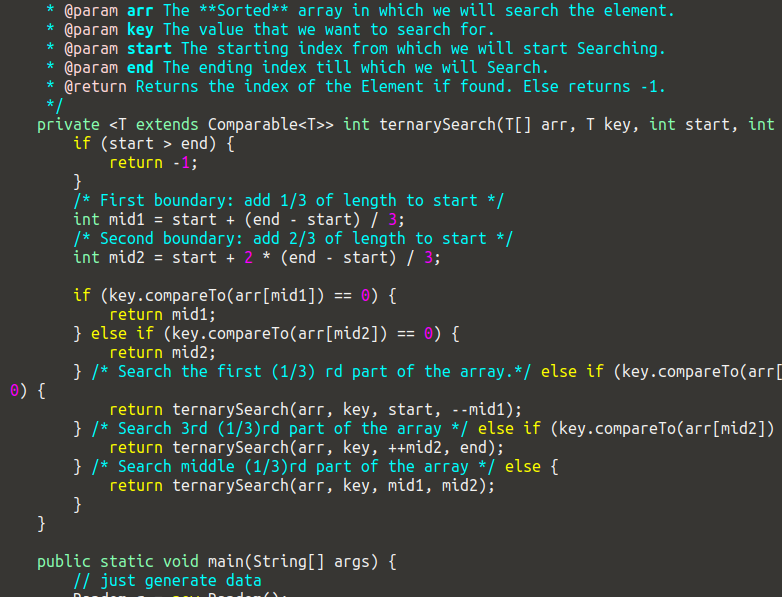 * @param arr The **Sorted** array in which we will search the element.
* @param key The value that we want to search for.
* @param start The starting index from which we will start Searching.
* @param end The ending index till which we will Search.
* @return Returns the index of the Element if found. Else returns -1.
*/
private <T extends Comparable<T>> int ternarySearch(T[] arr, T key, int start, int
if (start > end) {
return -1;
}
/* First boundary: add 1/3 of length to start */
int mid1 = start + (end - start) / 3;
/* Second boundary: add 2/3 of length to start */
int mid2 = start + 2 * (end - start) / 3;
if (key.compareTo(arr[mid1]) == 0) {
return mid1;
} else if (key.compareTo(arr[mid2]) == 0) {
return mid2;
} /* Search the first (1/3) rd part of the array.*/ else if (key.compareTo(arr[
0) {
return ternarySearch(arr, key, start, --mid1);
} /* Search 3rd (1/3)rd part of the array */ else if (key.compareTo(arr[mid2])
return ternarySearch(arr, key, ++mid2, end);
} /* Search middle (1/3)rd part of the array */ else {
return ternarySearch(arr, key, mid1, mid2);
}
}
public static void main(String[] args) {
// just generate data
Random r = new Random();